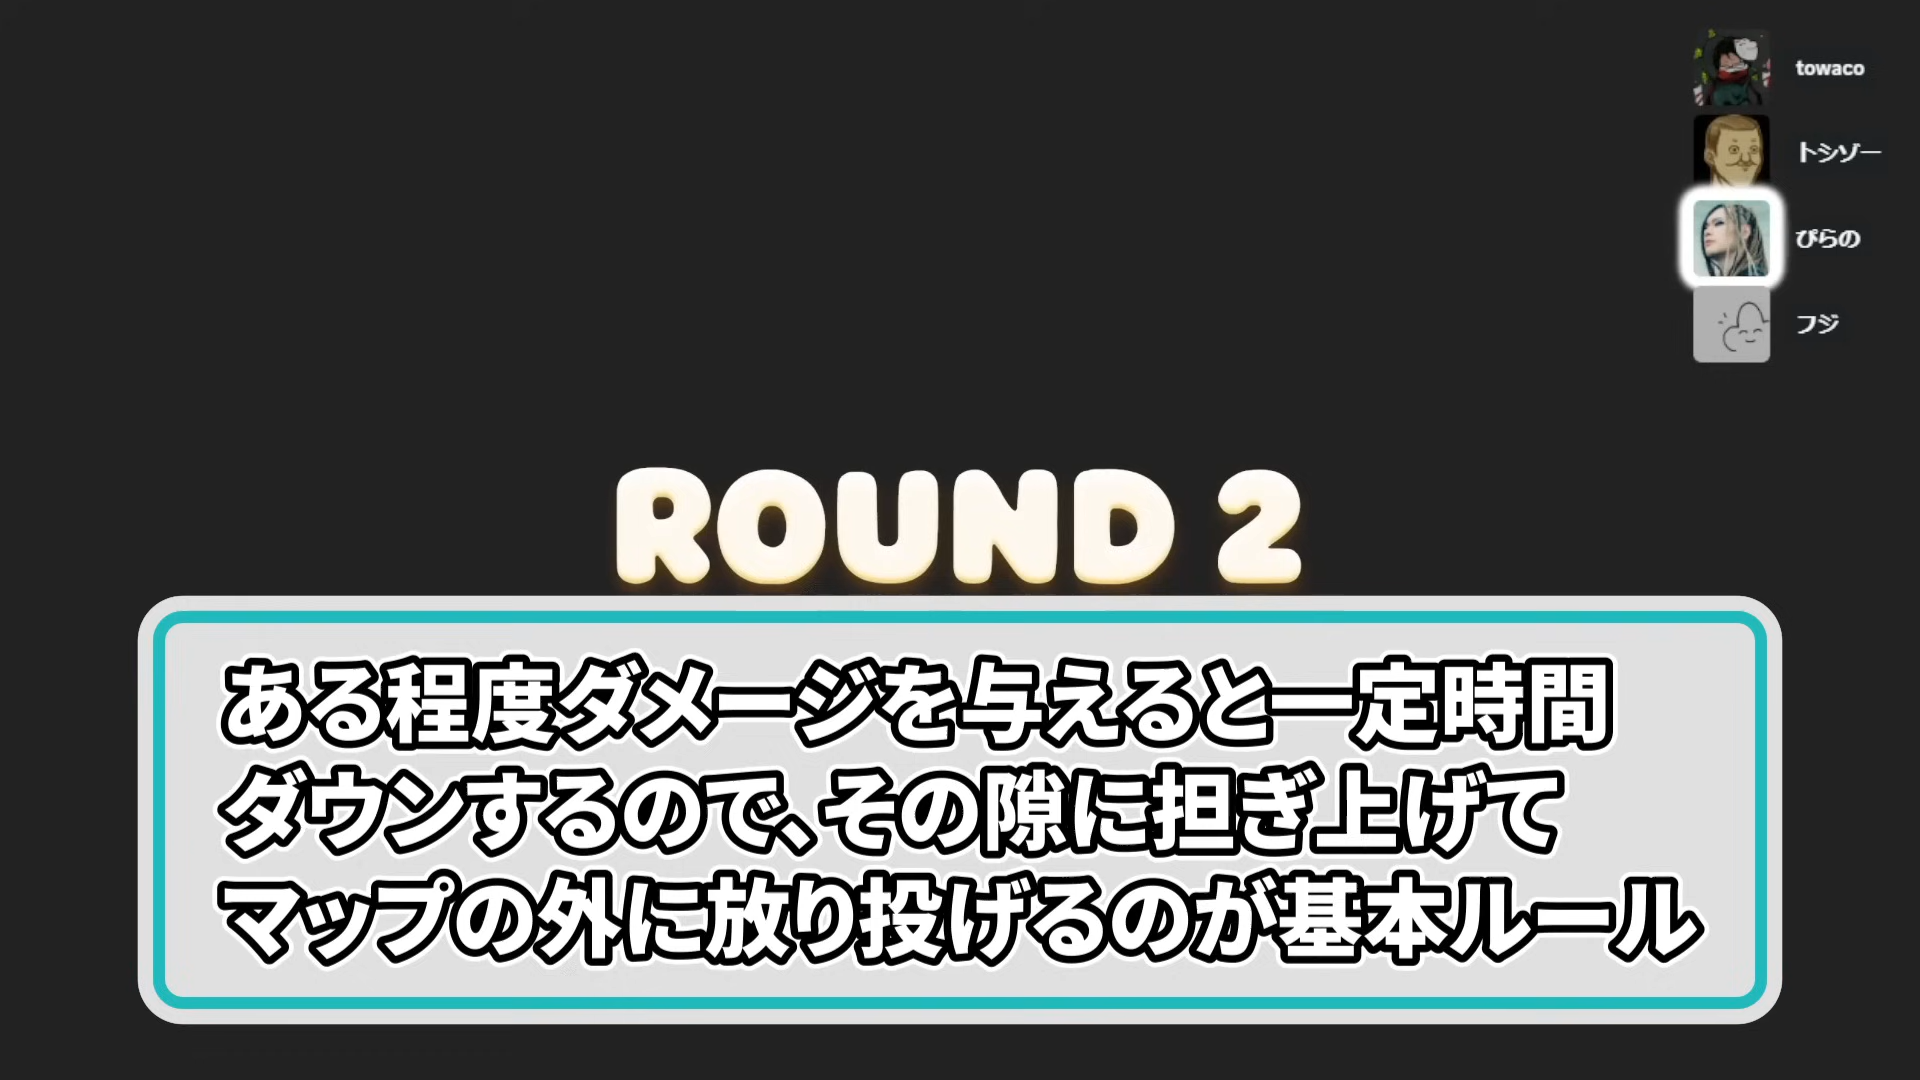 towaco
トシゾー
ぴらの
フジ
ROUND 2
ある程度ダメージを与えると一定時間
ダウンするので、その隙に担ぎ上げて
マップの外に放り投げるのが基本ルール